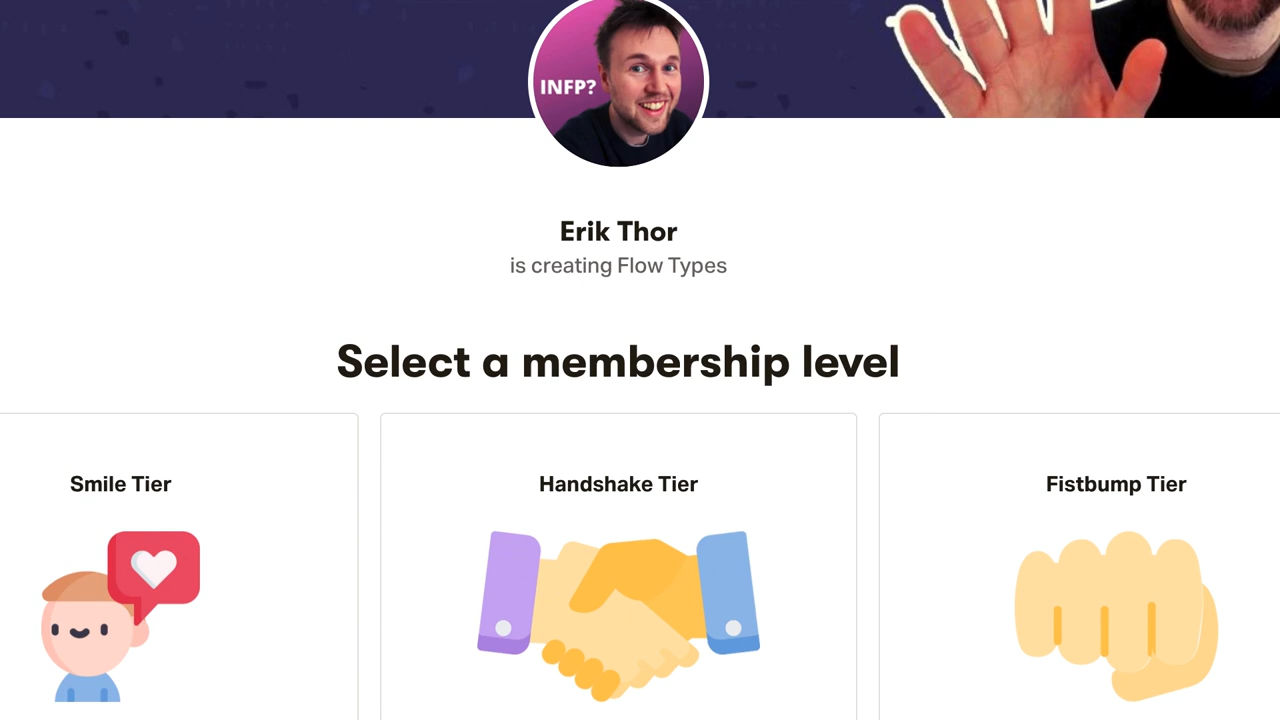 INFP?
Erik Thor
is creating Flow Types
Select a membership level
Smile Tier
Handshake Tier
Fistbump Tier